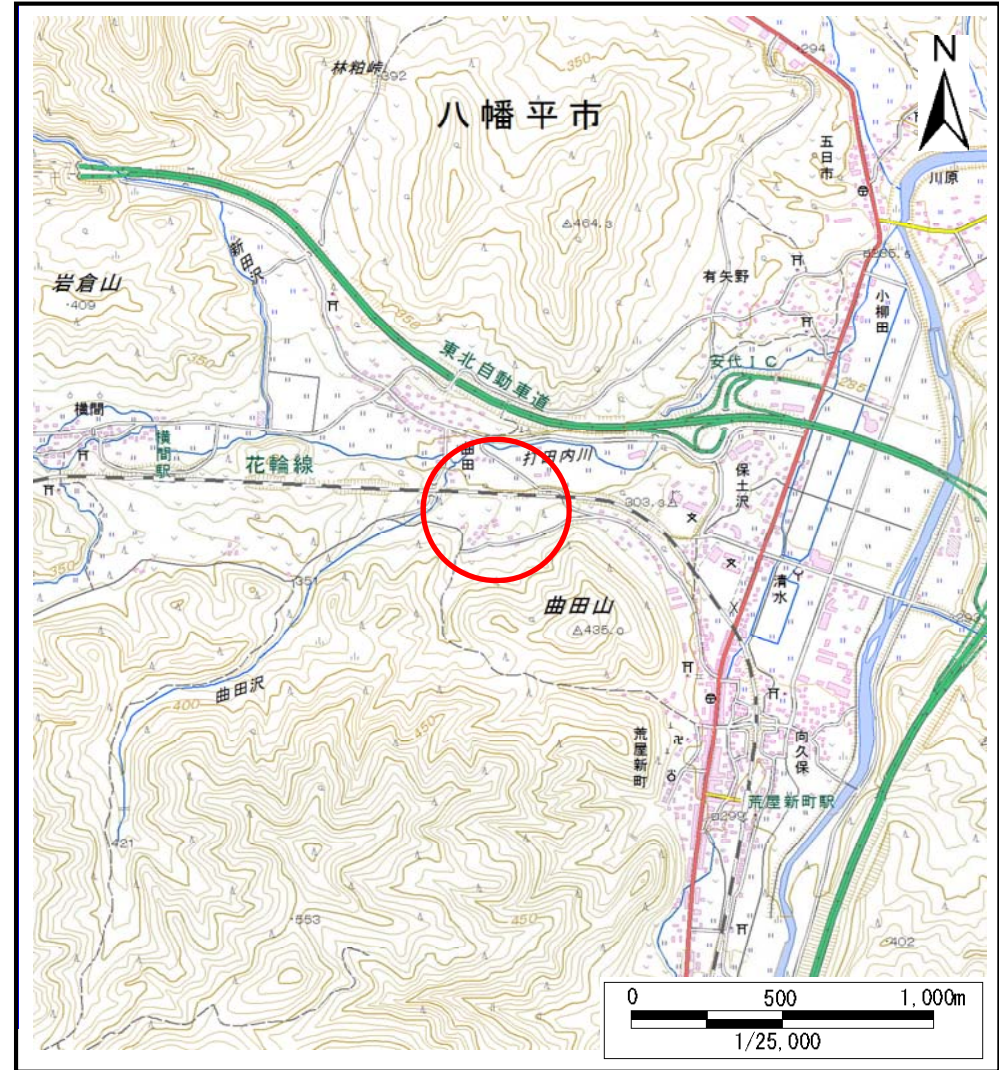 294
林粕峠
392
350
N
八幡平市
五日市
川原
464.3
新田沢
285.5
有矢野
岩倉山
409
小柳田
350
350
東北自動車道
安代IC
285
横間
横間駅
花輪線
曲田
打田内川
保土沢
303.3
350
351
清水
曲田山
435.0
曲田沢
400
450
荒屋新町
向久保
荒屋新町駅
299
421
553
450
402
0 500 1,000m
1/25,000